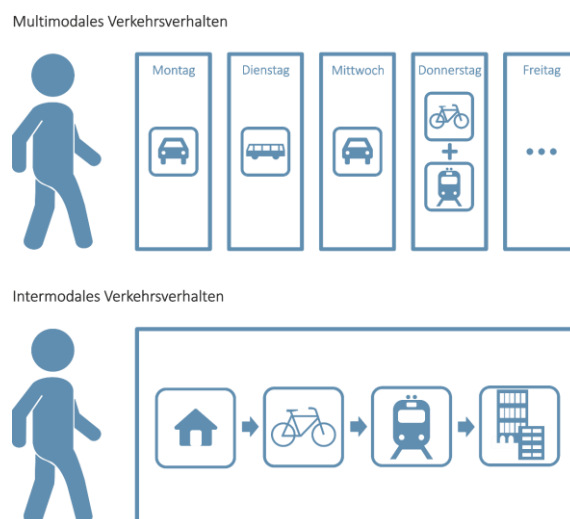 Multimodales Verkehrsverhalten
Montag
Dienstag
Mittwoch
Donnerstag
Freitag
Intermodales Verkehrsverhalten